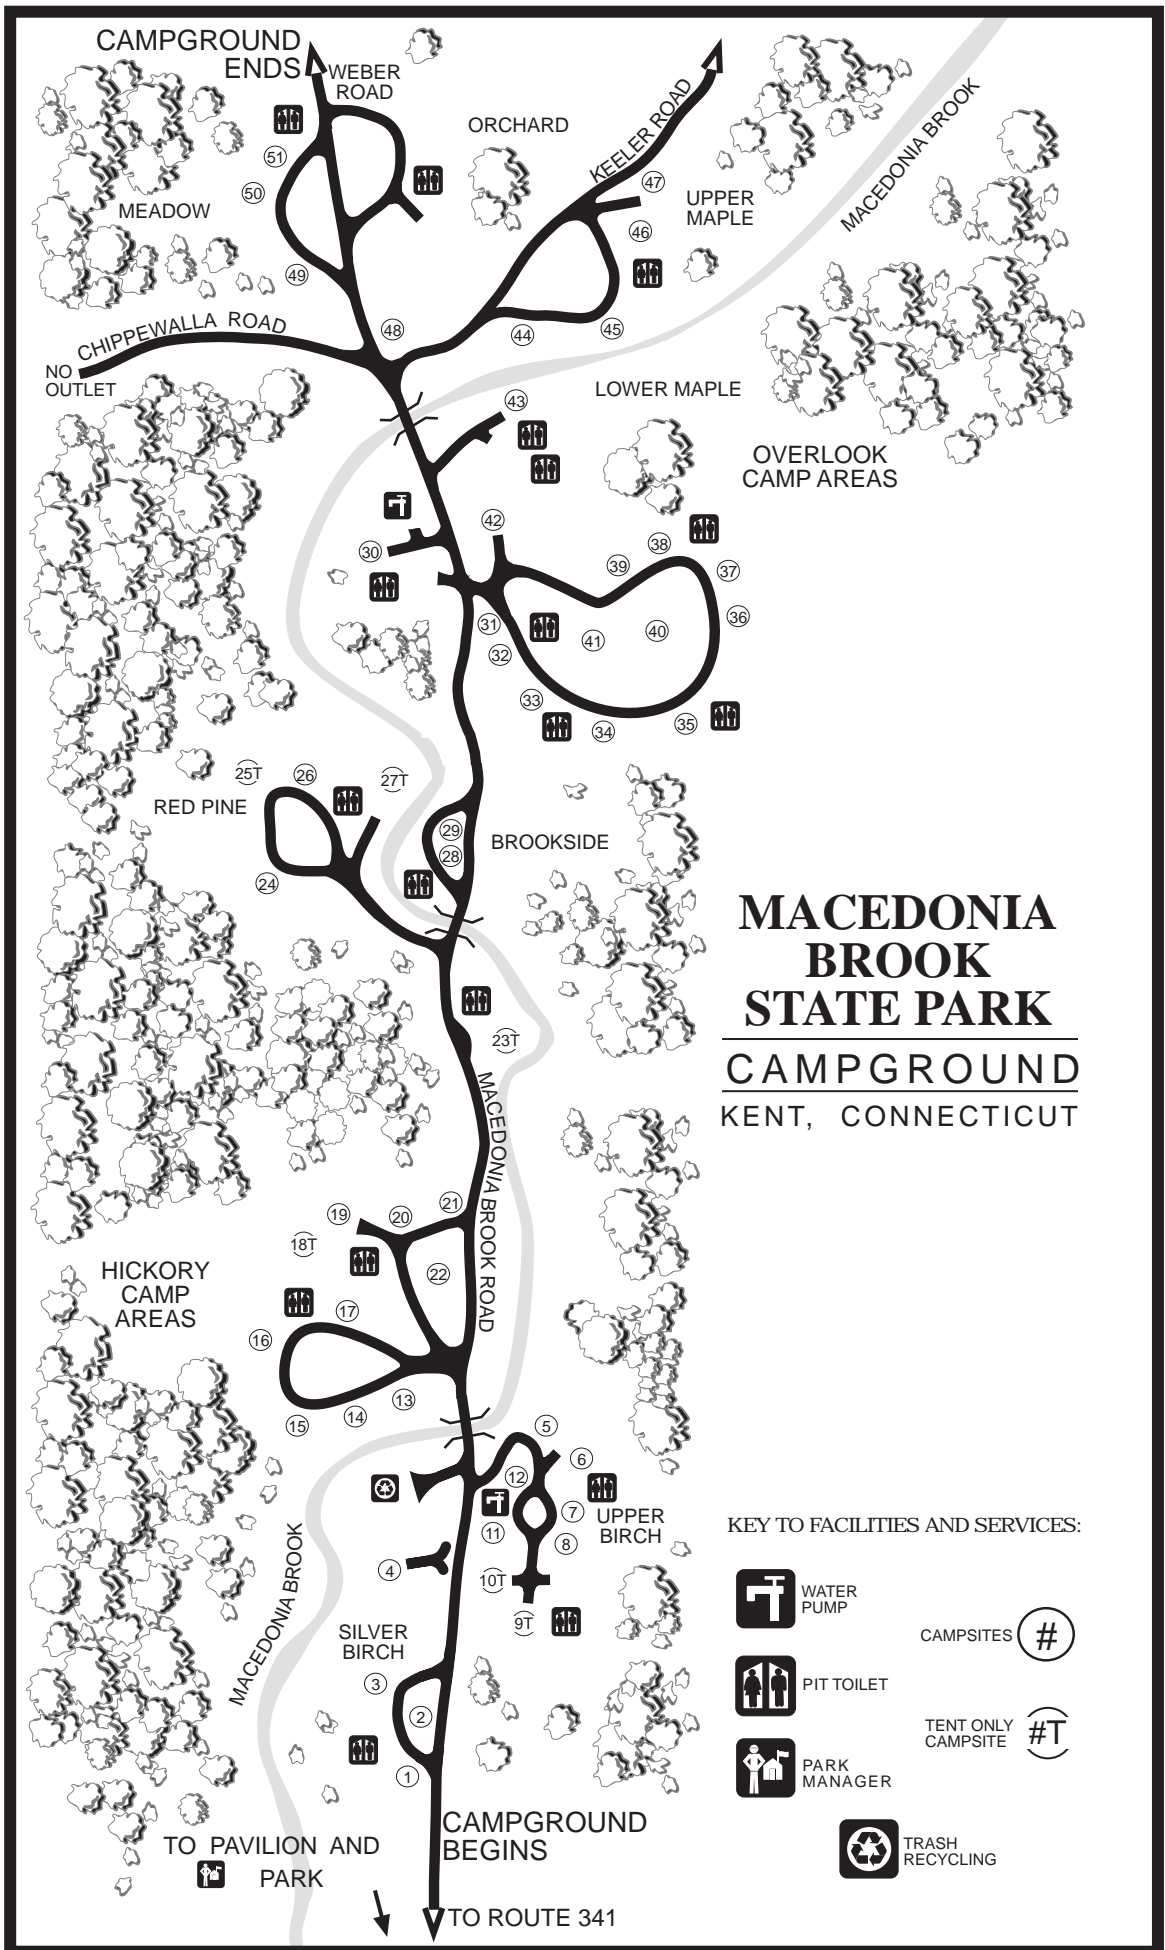 CAMPGROUND
ENDS
WEBER
ROAD
ORCHARD
KEELER ROAD
MACEDONIA BROOK
51
50
MEADOW
49
47
UPPER
MAPLE
46
48
44
45
CHIPPEWALLA ROAD
NO
OUTLET
LOWER MAPLE
43
OVERLOOK
CAMP AREAS
42
30
38
39
37
36
31
41
40
32
33
34
35
25T
26
27T
RED PINE
29
BROOKSIDE
28
24
MACEDONIA
BROOK
STATE PARK
CAMPGROUND
KENT, CONNECTICUT
23T
MACEDONIA BROOK ROAD
19
20
21
18T
22
HICKORY
CAMP
AREAS
17
16
13
14
15
5
6
12
7
11
UPPER
BIRCH
8
4
10T
9T
MACEDONIA BROOK
SILVER
BIRCH
3
2
1
KEY TO FACILITIES AND SERVICES:
WATER
PUMP
CAMPSITES #
PIT TOILET
TENT ONLY
CAMPSITE #T
PARK
MANAGER
TRASH
RECYCLING
CAMPGROUND
BEGINS
TO PAVILION AND
PARK
TO ROUTE 341